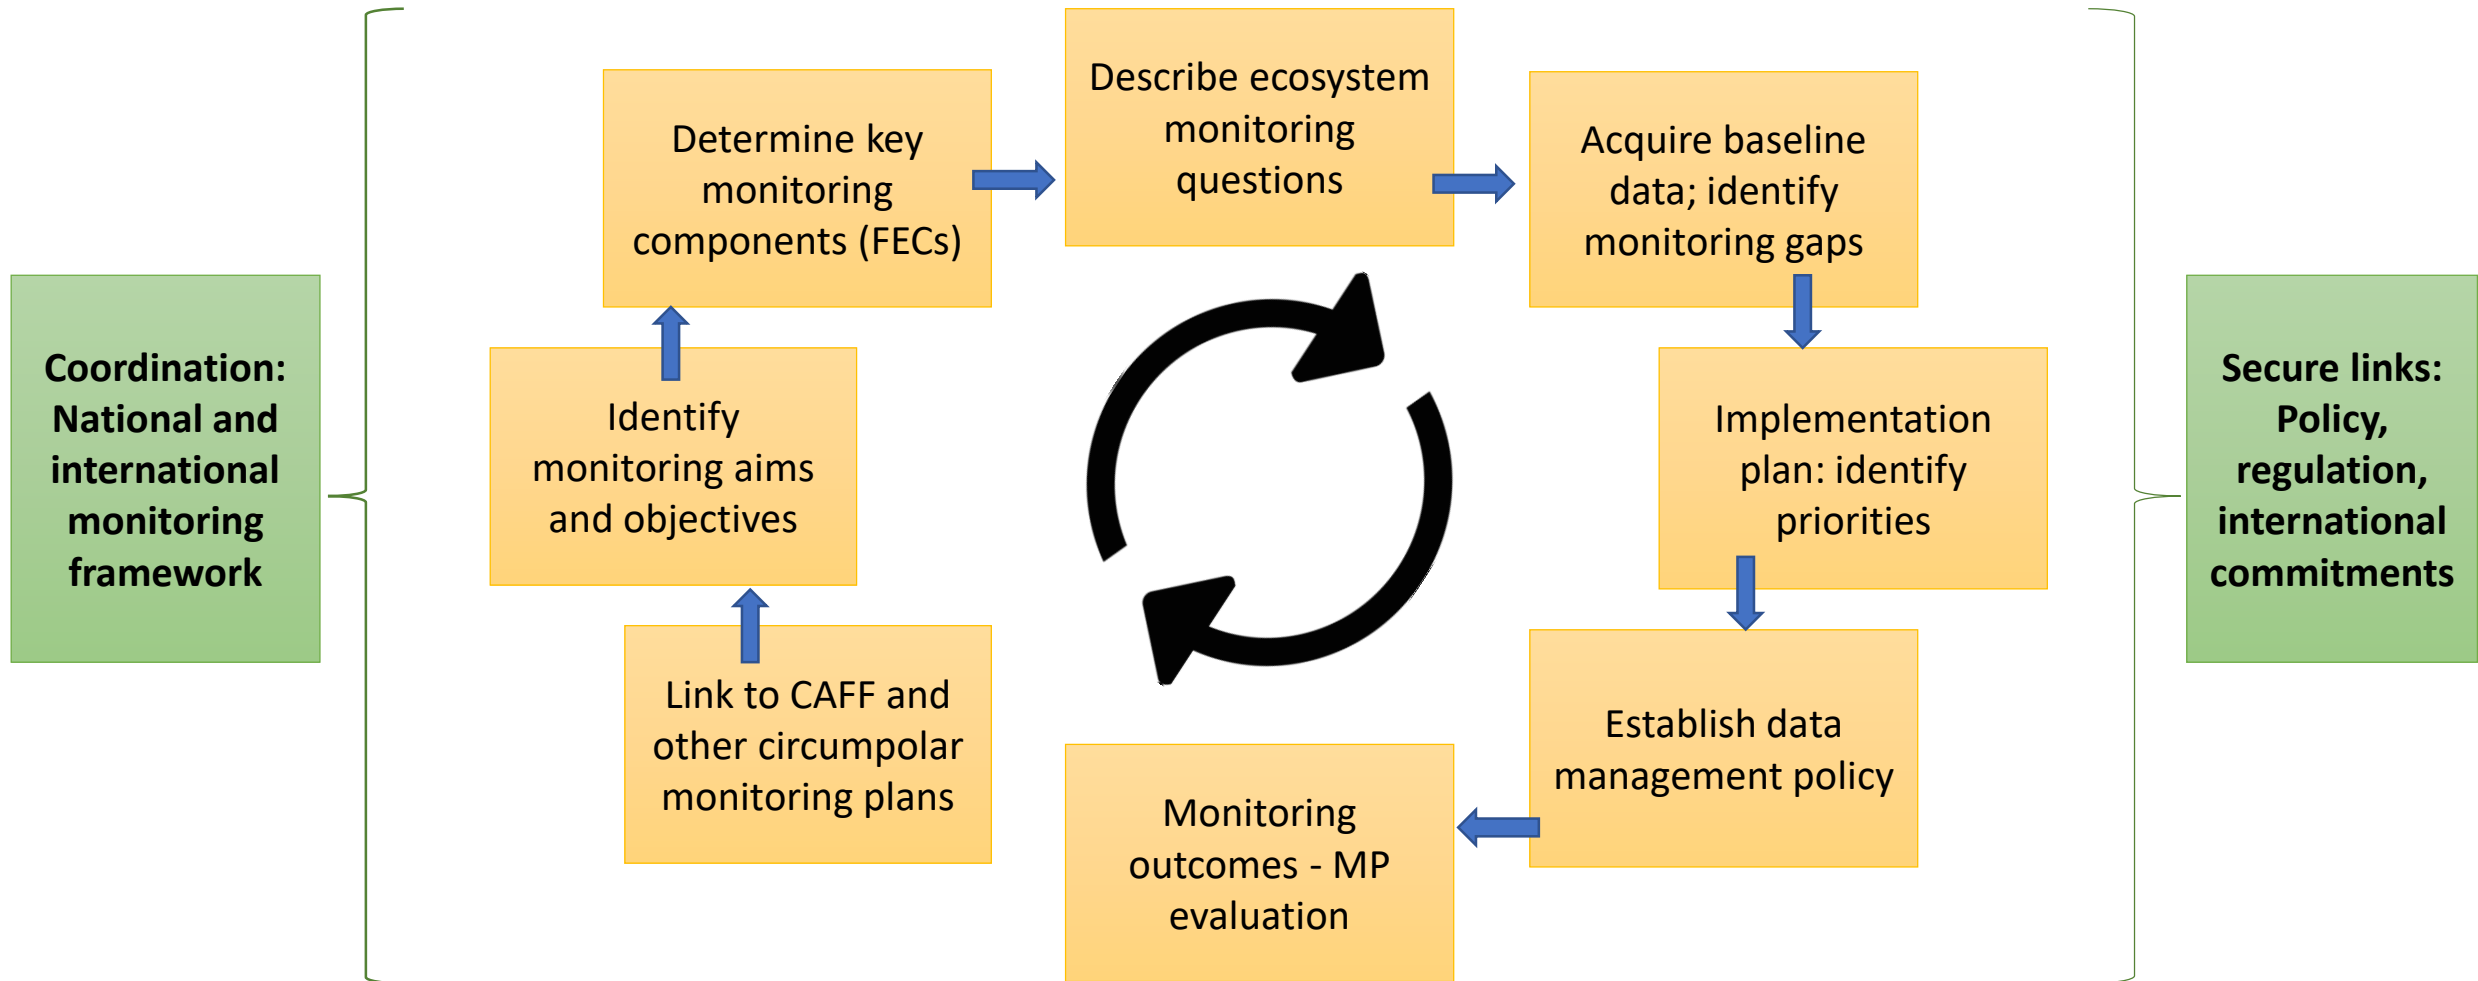 Coordination:
National and
international
monitoring
framework
Link to CAFF and
other circumpolar
monitoring plans
Identify
monitoring aims
and objectives
Determine key
monitoring
components (FECs)
Describe ecosystem
monitoring
questions
Acquire baseline
data; identify
monitoring gaps
Implementation
plan: identify
priorities
Establish data
management policy
Monitoring
outcomes - MP
evaluation
Secure links:
Policy,
regulation,
international
commitments